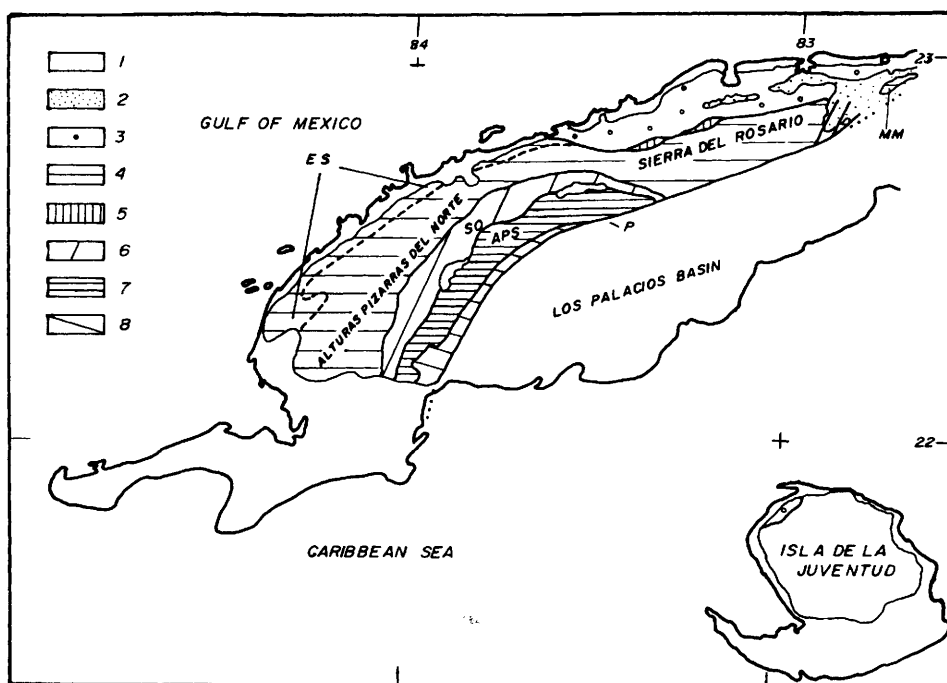 84
83
23
1
2
3
4
5
6
7
8
GULF OF MEXICO
ES
MM
SIERRA DEL ROSARIO
ALTURAS PIZARRAS DEL NORTE
SO
APS
P
LOS PALACIOS BASIN
22
CARIBBEAN SEA
ISLA DE LA
JUVENTUD